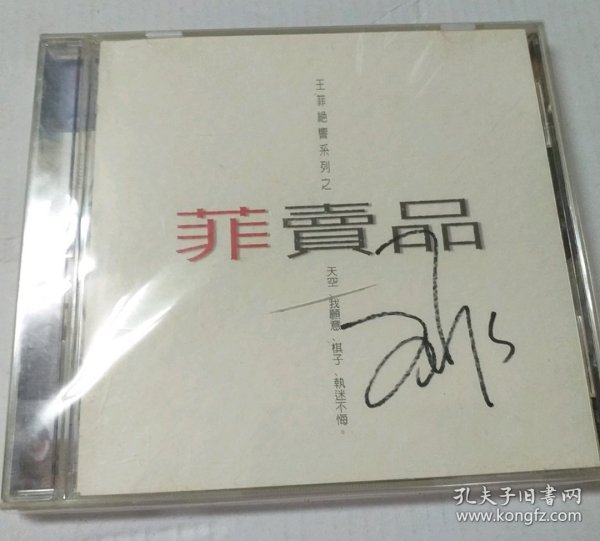 王菲絕響系列之
菲賣品
天空、我願意、棋子、執迷不悔。
孔夫子旧书网
www.kongfz.com